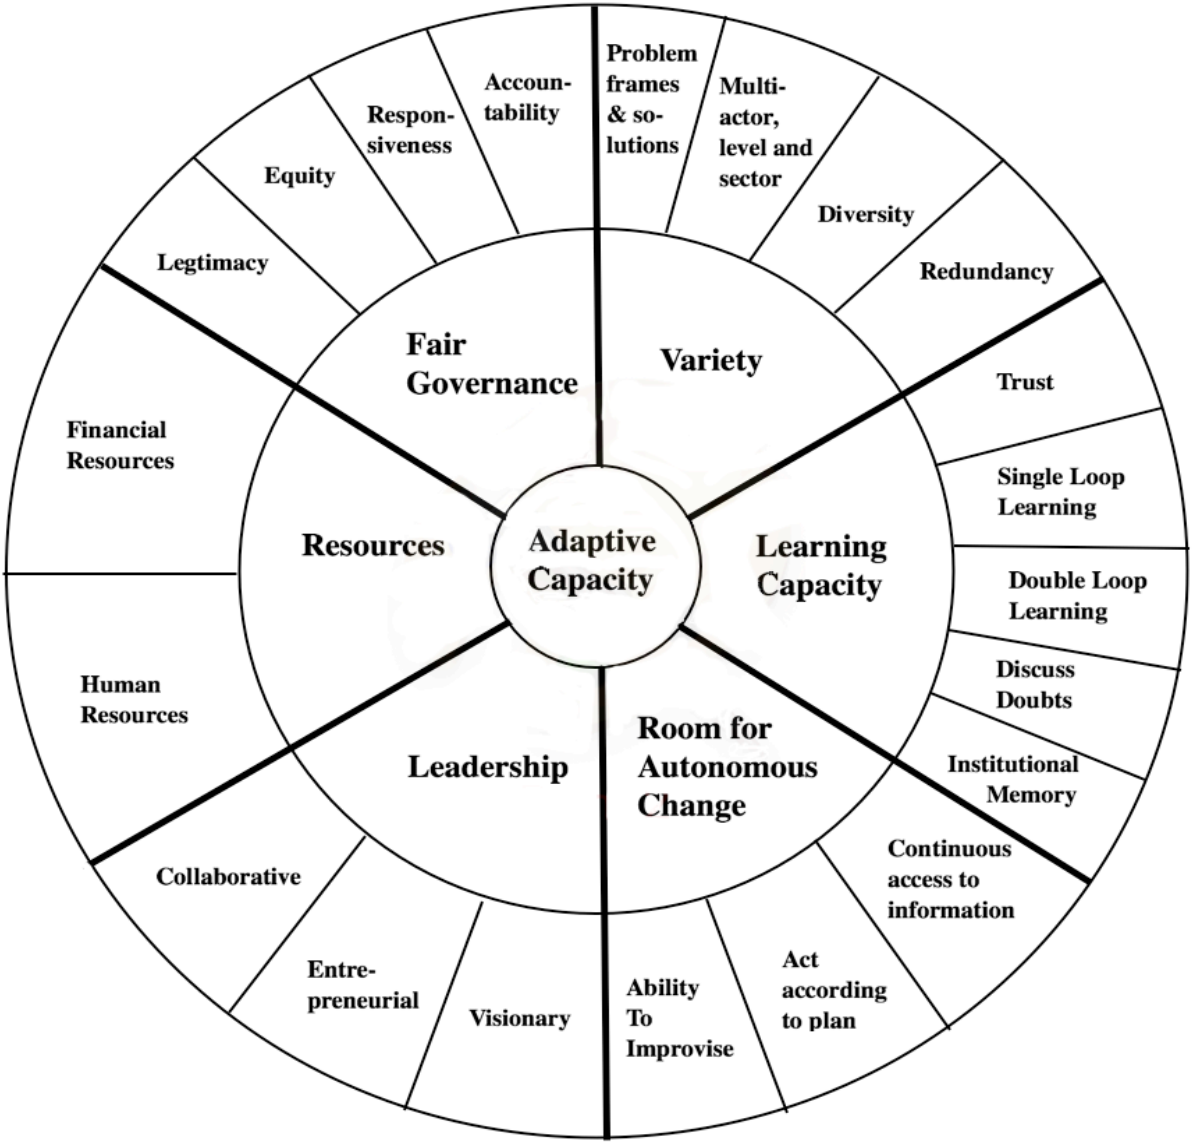 Problem
frames
& so-
lutions
Multi-
actor,
level and
sector
Diversity
Redundancy
Trust
Single Loop
Learning
Double Loop
Learning
Discuss
Doubts
Institutional
Memory
Continuous
access to
information
Act
according
to plan
Ability
To
Improvise
Visionary
Entre-
preneurial
Collaborative
Human
Resources
Financial
Resources
Legtimacy
Equity
Respon-
siveness
Accoun-
tability
Fair
Governance
Variety
Learning
Capacity
Room for
Autonomous
Change
Leadership
Resources
Adaptive
Capacity